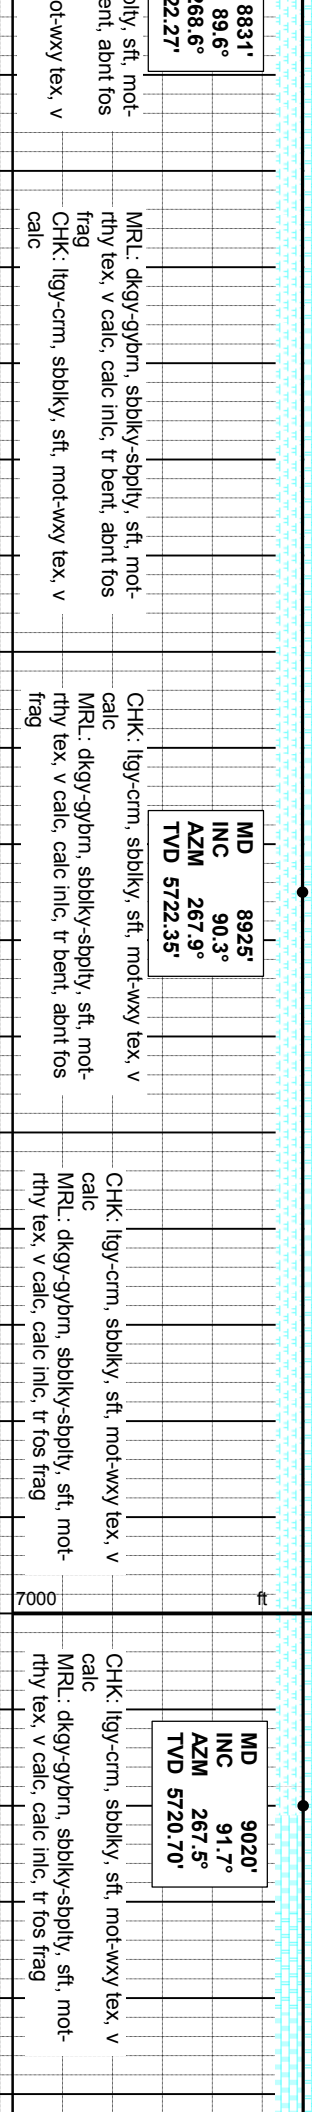 8831'
89.6°
268.6°
22.27'
plty, sft, mot-
ent, abnt fos
ot-wxy tex, v
MRL: dkgy-gybrn, sbblky-sbplty, sft, mot-
rthy tex, v calc, calc inlc, tr bent, abnt fos
frag
CHK: ltgy-crm, sbblky, sft, mot-wxy tex, v
calc
MD 8925'
INC 90.3°
AZM 267.9°
TVD 5722.35'
CHK: ltgy-crm, sbblky, sft, mot-wxy tex, v
calc
MRL: dkgy-gybrn, sbblky-sbplty, sft, mot-
rthy tex, v calc, calc inlc, tr bent, abnt fos
frag
CHK: ltgy-crm, sbblky, sft, mot-wxy tex, v
calc
MRL: dkgy-gybrn, sbblky-sbplty, sft, mot-
rthy tex, v calc, calc inlc, tr fos frag
7000 ft
MD 9020'
INC 91.7°
AZM 267.5°
TVD 5720.70'
CHK: ltgy-crm, sbblky, sft, mot-wxy tex, v
calc
MRL: dkgy-gybrn, sbblky-sbplty, sft, mot-
rthy tex, v calc, calc inlc, tr fos frag